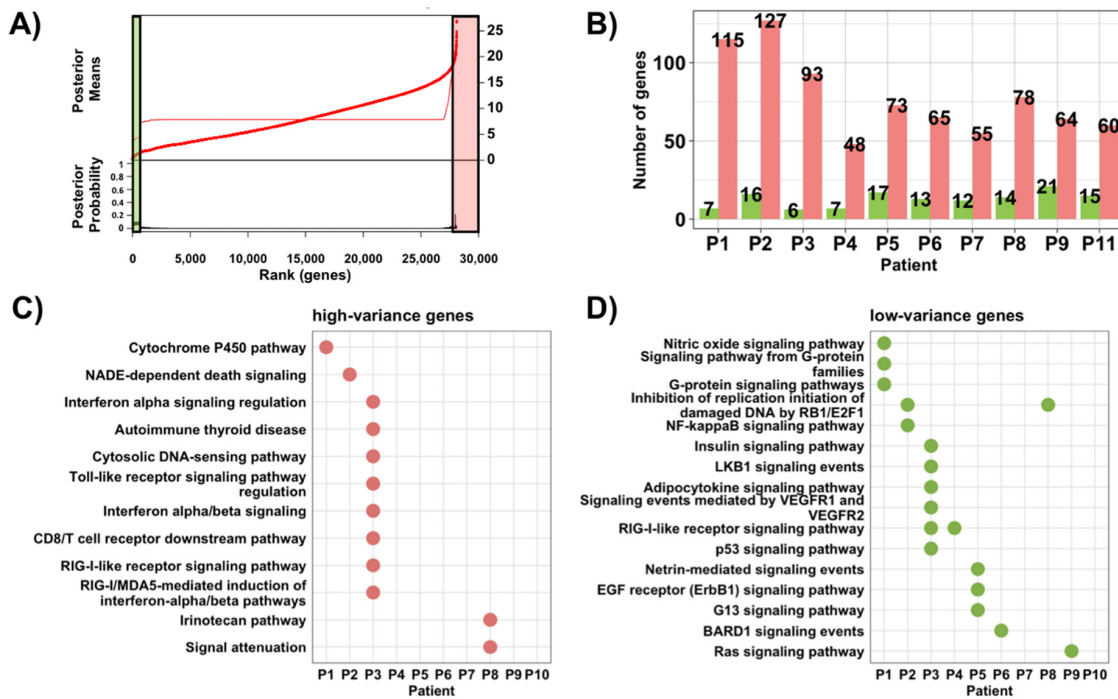 A)
Posterior
Means
25
20
15
10
5
0
Posterior
Probability
1
0.8
0.6
0.4
0.2
0
0
5,000
10,000
15,000
20,000
25,000
30,000
Rank (genes)
B)
Number of genes
100
50
0
115
127
93
48
73
65
55
78
64
60
7
16
6
7
17
13
12
14
21
15
P1 P2 P3 P4 P5 P6 P7 P8 P9 P11
Patient
C)
high-variance genes
Cytochrome P450 pathway
NADE-dependent death signaling
Interferon alpha signaling regulation
Autoimmune thyroid disease
Cytosolic DNA-sensing pathway
Toll-like receptor signaling pathway
regulation
Interferon alpha/beta signaling
CD8/T cell receptor downstream pathway
RIG-I-like receptor signaling pathway
RIG-I/MDA5-mediated induction of
interferon-alpha/beta pathways
Irinotecan pathway
Signal attenuation
P1 P2 P3 P4 P5 P6 P7 P8 P9 P10
Patient
D)
low-variance genes
Nitric oxide signaling pathway
Signaling pathway from G-protein
families
G-protein signaling pathways
Inhibition of replication initiation of
damaged DNA by RB1/E2F1
NF-kappaB signaling pathway
Insulin signaling pathway
LKB1 signaling events
Adipocytokine signaling pathway
Signaling events mediated by VEGFR1 and
VEGFR2
RIG-I-like receptor signaling pathway
p53 signaling pathway
Netrin-mediated signaling events
EGF receptor (ErbB1) signaling pathway
G13 signaling pathway
BARD1 signaling events
Ras signaling pathway
P1 P2 P3 P4 P5 P6 P7 P8 P9 P10
Patient